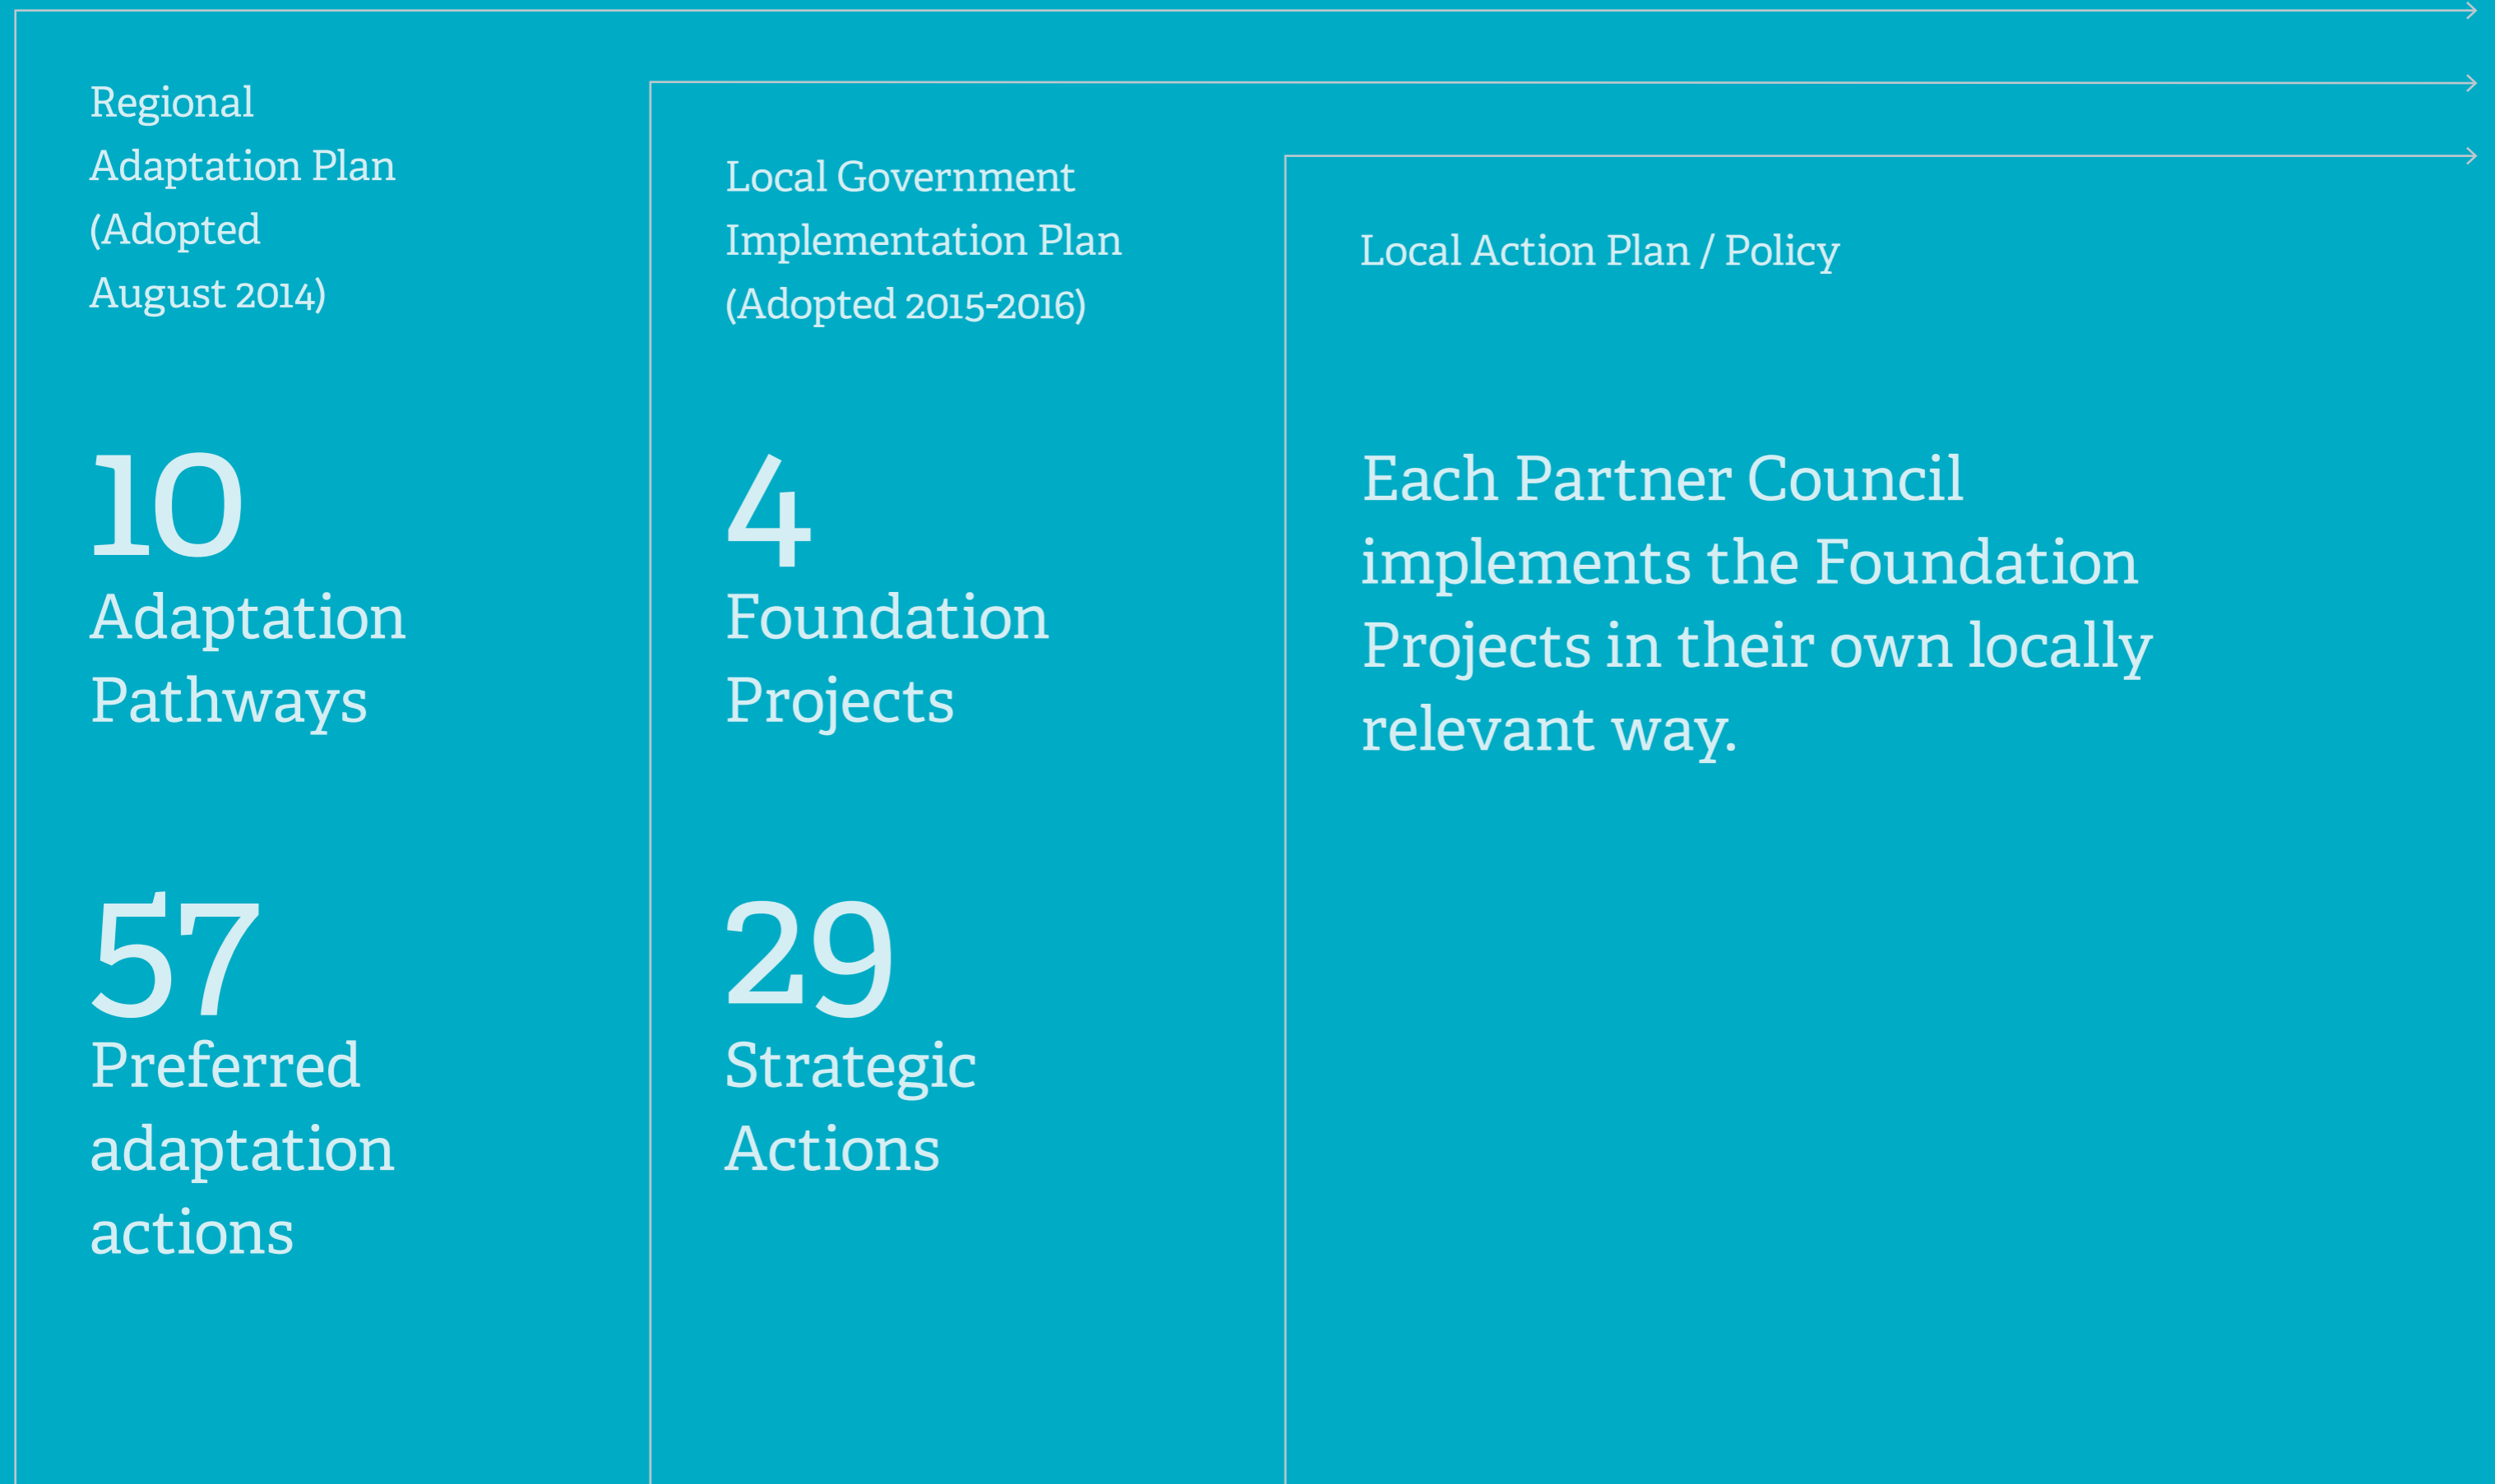 Regional
Adaptation Plan
(Adopted
August 2014)
10
Adaptation
Pathways
57
Preferred
adaptation
actions
Local Government
Implementation Plan
(Adopted 2015-2016)
4
Foundation
Projects
29
Strategic
Actions
Local Action Plan / Policy
Each Partner Council
implements the Foundation
Projects in their own locally
relevant way.